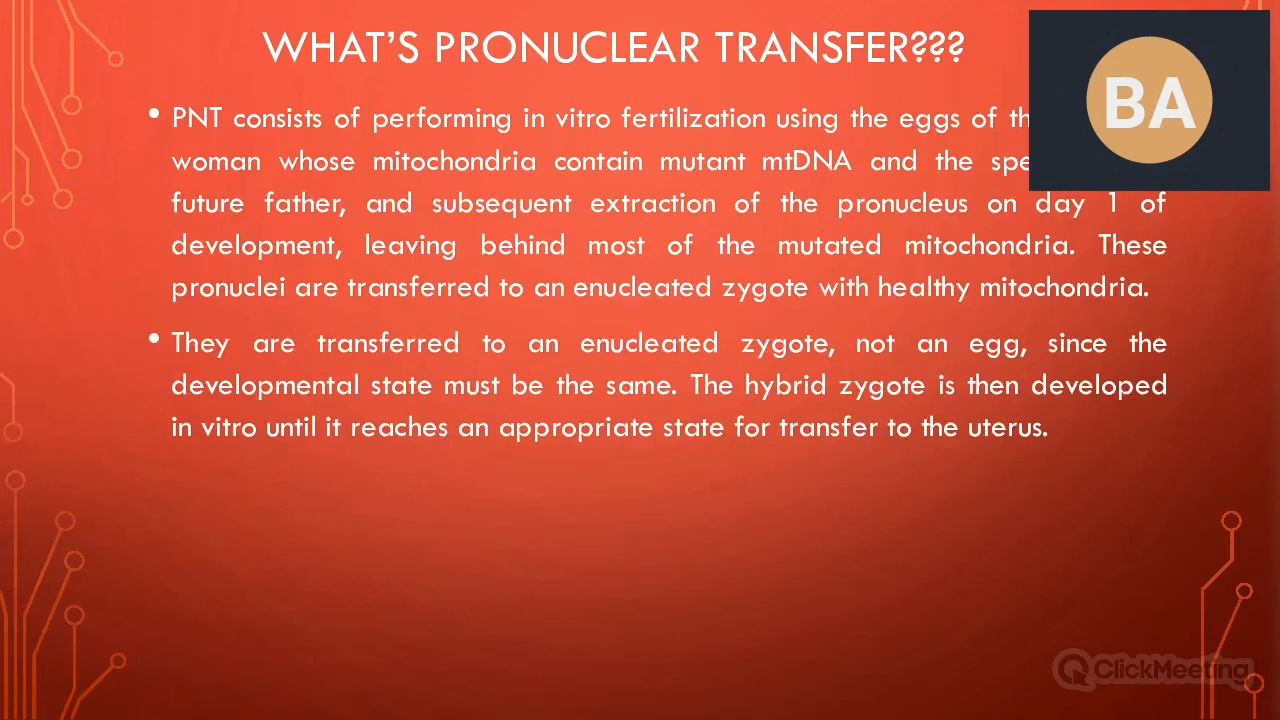 WHAT'S PRONUCLEAR TRANSFER???
BA
• PNT consists of performing in vitro fertilization using the eggs of
woman whose mitochondria contain mutant mtDNA and the
future father, and subsequent extraction of the pronucleus on day 1 of
development, leaving behind most of the mutated mitochondria. These
pronuclei are transferred to an enucleated zygote with healthy mitochondria.
• They are transferred to an enucleated zygote, not an egg, since the
developmental state must be the same. The hybrid zygote is then developed
in vitro until it reaches an appropriate state for transfer to the uterus.
ClickMeeting